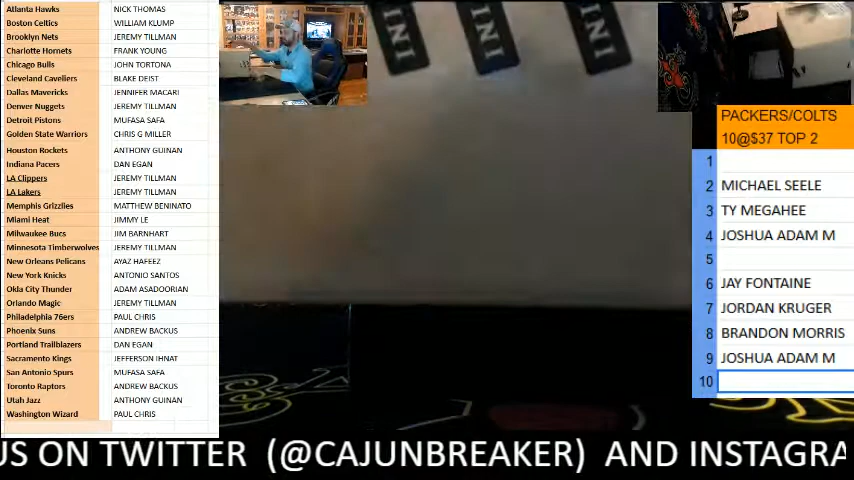 Atlanta Hawks NICK THOMAS
Boston Celtics WILLIAM KLUMP
Brooklyn Nets JEREMY TILLMAN
Charlotte Hornets FRANK YOUNG
Chicago Bulls JOHN TORTONA
Cleveland Caveliers BLAKE DEIST
Dallas Mavericks JENNIFER MACARI
Denver Nuggets JEREMY TILLMAN
Detroit Pistons MUFASA SAFA
Golden State Warriors CHRIS G MILLER
Houston Rockets ANTHONY GUINAN
Indiana Pacers DAN EGAN
LA Clippers JEREMY TILLMAN
LA Lakers JEREMY TILLMAN
Memphis Grizzlies MATTHEW BENINATO
Miami Heat JIMMY LE
Milwaukee Bucs JIM BARNHART
Minnesota Timberwolves JEREMY TILLMAN
New Orleans Pelicans AYAZ HAFEEZ
New York Knicks ANTONIO SANTOS
Okla City Thunder ADAM ASADOORIAN
Orlando Magic JEREMY TILLMAN
Philadelphia 76ers PAUL CHRIS
Phoenix Suns ANDREW BACKUS
Portland Trailblazers DAN EGAN
Sacramento Kings JEFFERSON IHNAT
San Antonio Spurs MUFASA SAFA
Toronto Raptors ANDREW BACKUS
Utah Jazz ANTHONY GUINAN
Washington Wizard PAUL CHRIS
INI
INI
INI
PACKERS/COLTS
10@$37 TOP 2
1
2 MICHAEL SEELE
3 TY MEGAHEE
4 JOSHUA ADAM M
5
6 JAY FONTAINE
7 JORDAN KRUGER
8 BRANDON MORRIS
9 JOSHUA ADAM M
10
US ON TWITTER (@CAJUNBREAKER) AND INSTAGRA